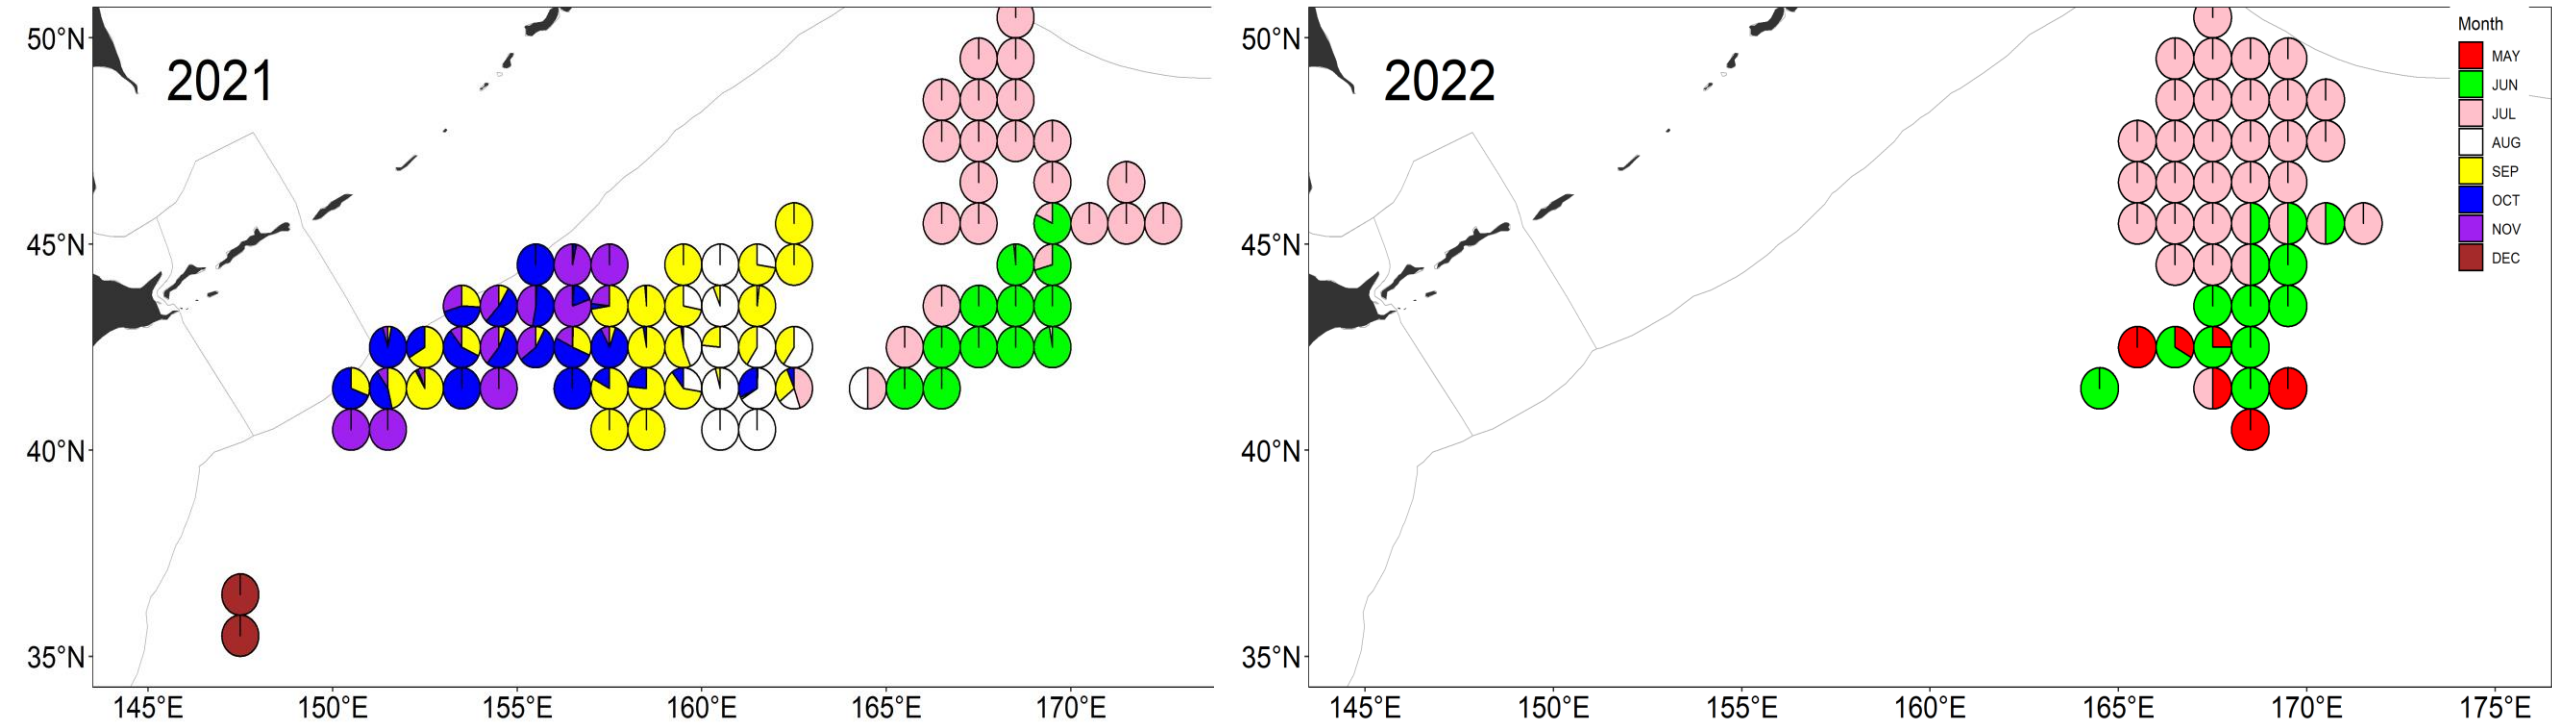 2021
50°N
45°N
40°N
35°N
145°E 150°E 155°E 160°E 165°E 170°E
2022
50°N
45°N
40°N
35°N
145°E 150°E 155°E 160°E 165°E 170°E 175°E
Month
MAY
JUN
JUL
AUG
SEP
OCT
NOV
DEC